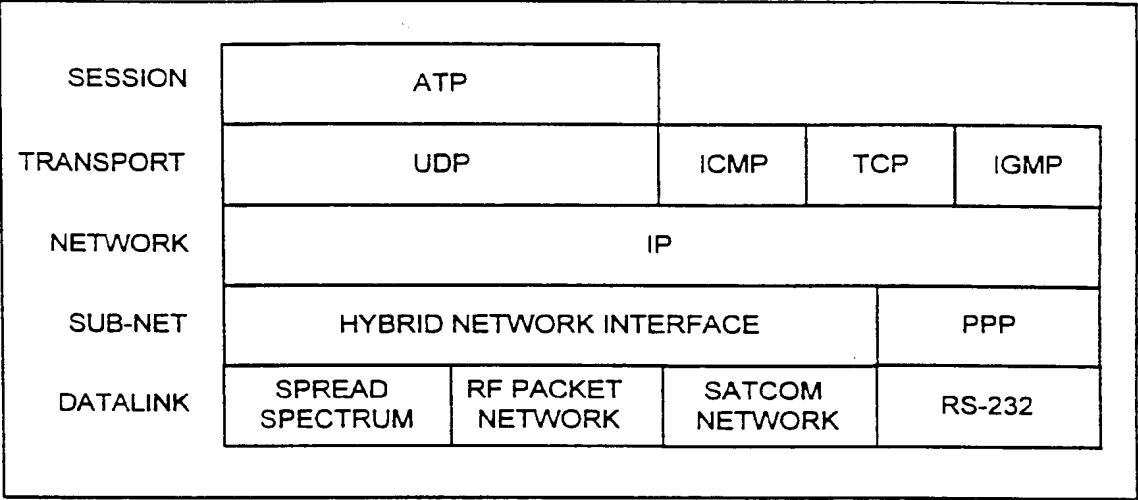 SESSION ATP
TRANSPORT UDP ICMP TCP IGMP
NETWORK IP
SUB-NET HYBRID NETWORK INTERFACE PPP
DATALINK SPREAD SPECTRUM RF PACKET NETWORK SATCOM NETWORK RS-232